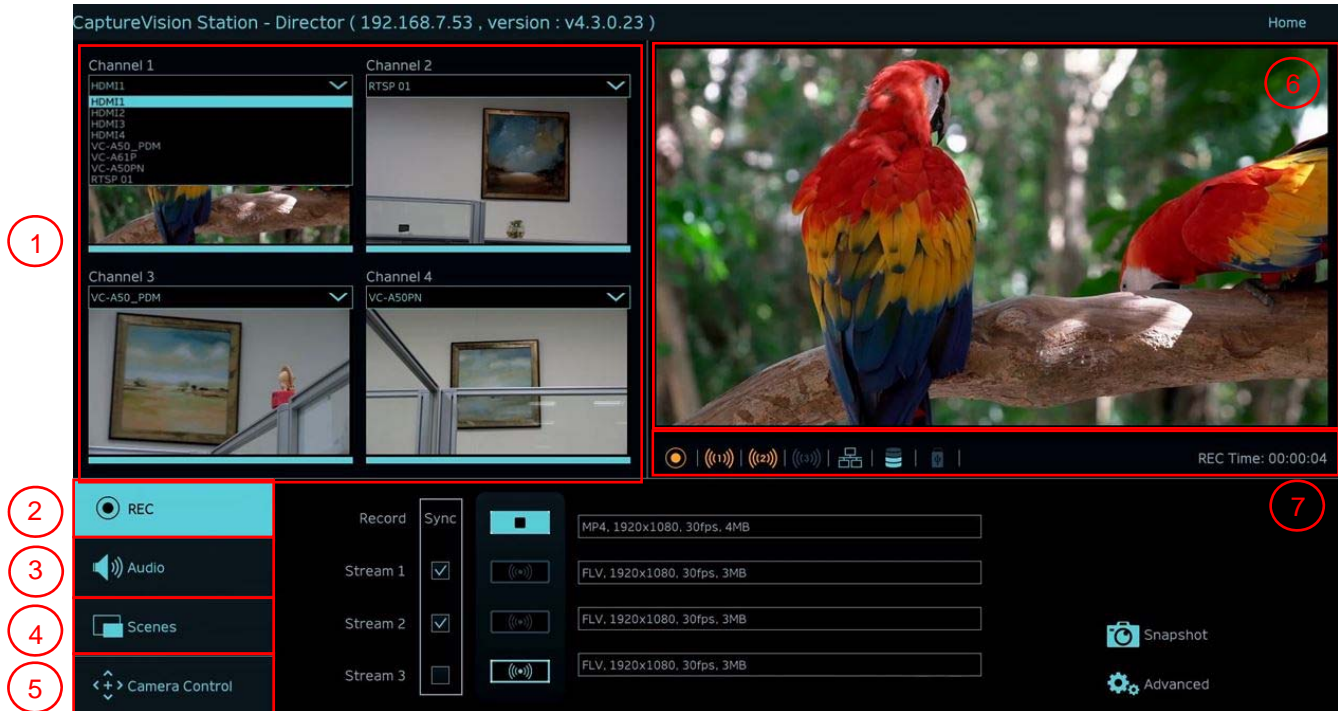 CaptureVision Station - Director ( 192.168.7.53 , version : v4.3.0.23 )
Home
Channel 1
HDMI1
HDMI1
HDMI2
HDMI3
HDMI4
VC-A50_PDM
VC-A61P
VC-A50PN
RTSP 01
Channel 2
RTSP 01
Channel 3
VC-A50_PDM
Channel 4
VC-A50PN
1
6
((1)) | ((2)) | ((3))
REC Time: 00:00:04
7
2
REC
3
Audio
4
Scenes
5
Camera Control
Record Sync
MP4, 1920x1080, 30fps, 4MB
Stream 1
FLV, 1920x1080, 30fps, 3MB
Stream 2
FLV, 1920x1080, 30fps, 3MB
Stream 3
FLV, 1920x1080, 30fps, 3MB
Snapshot
Advanced